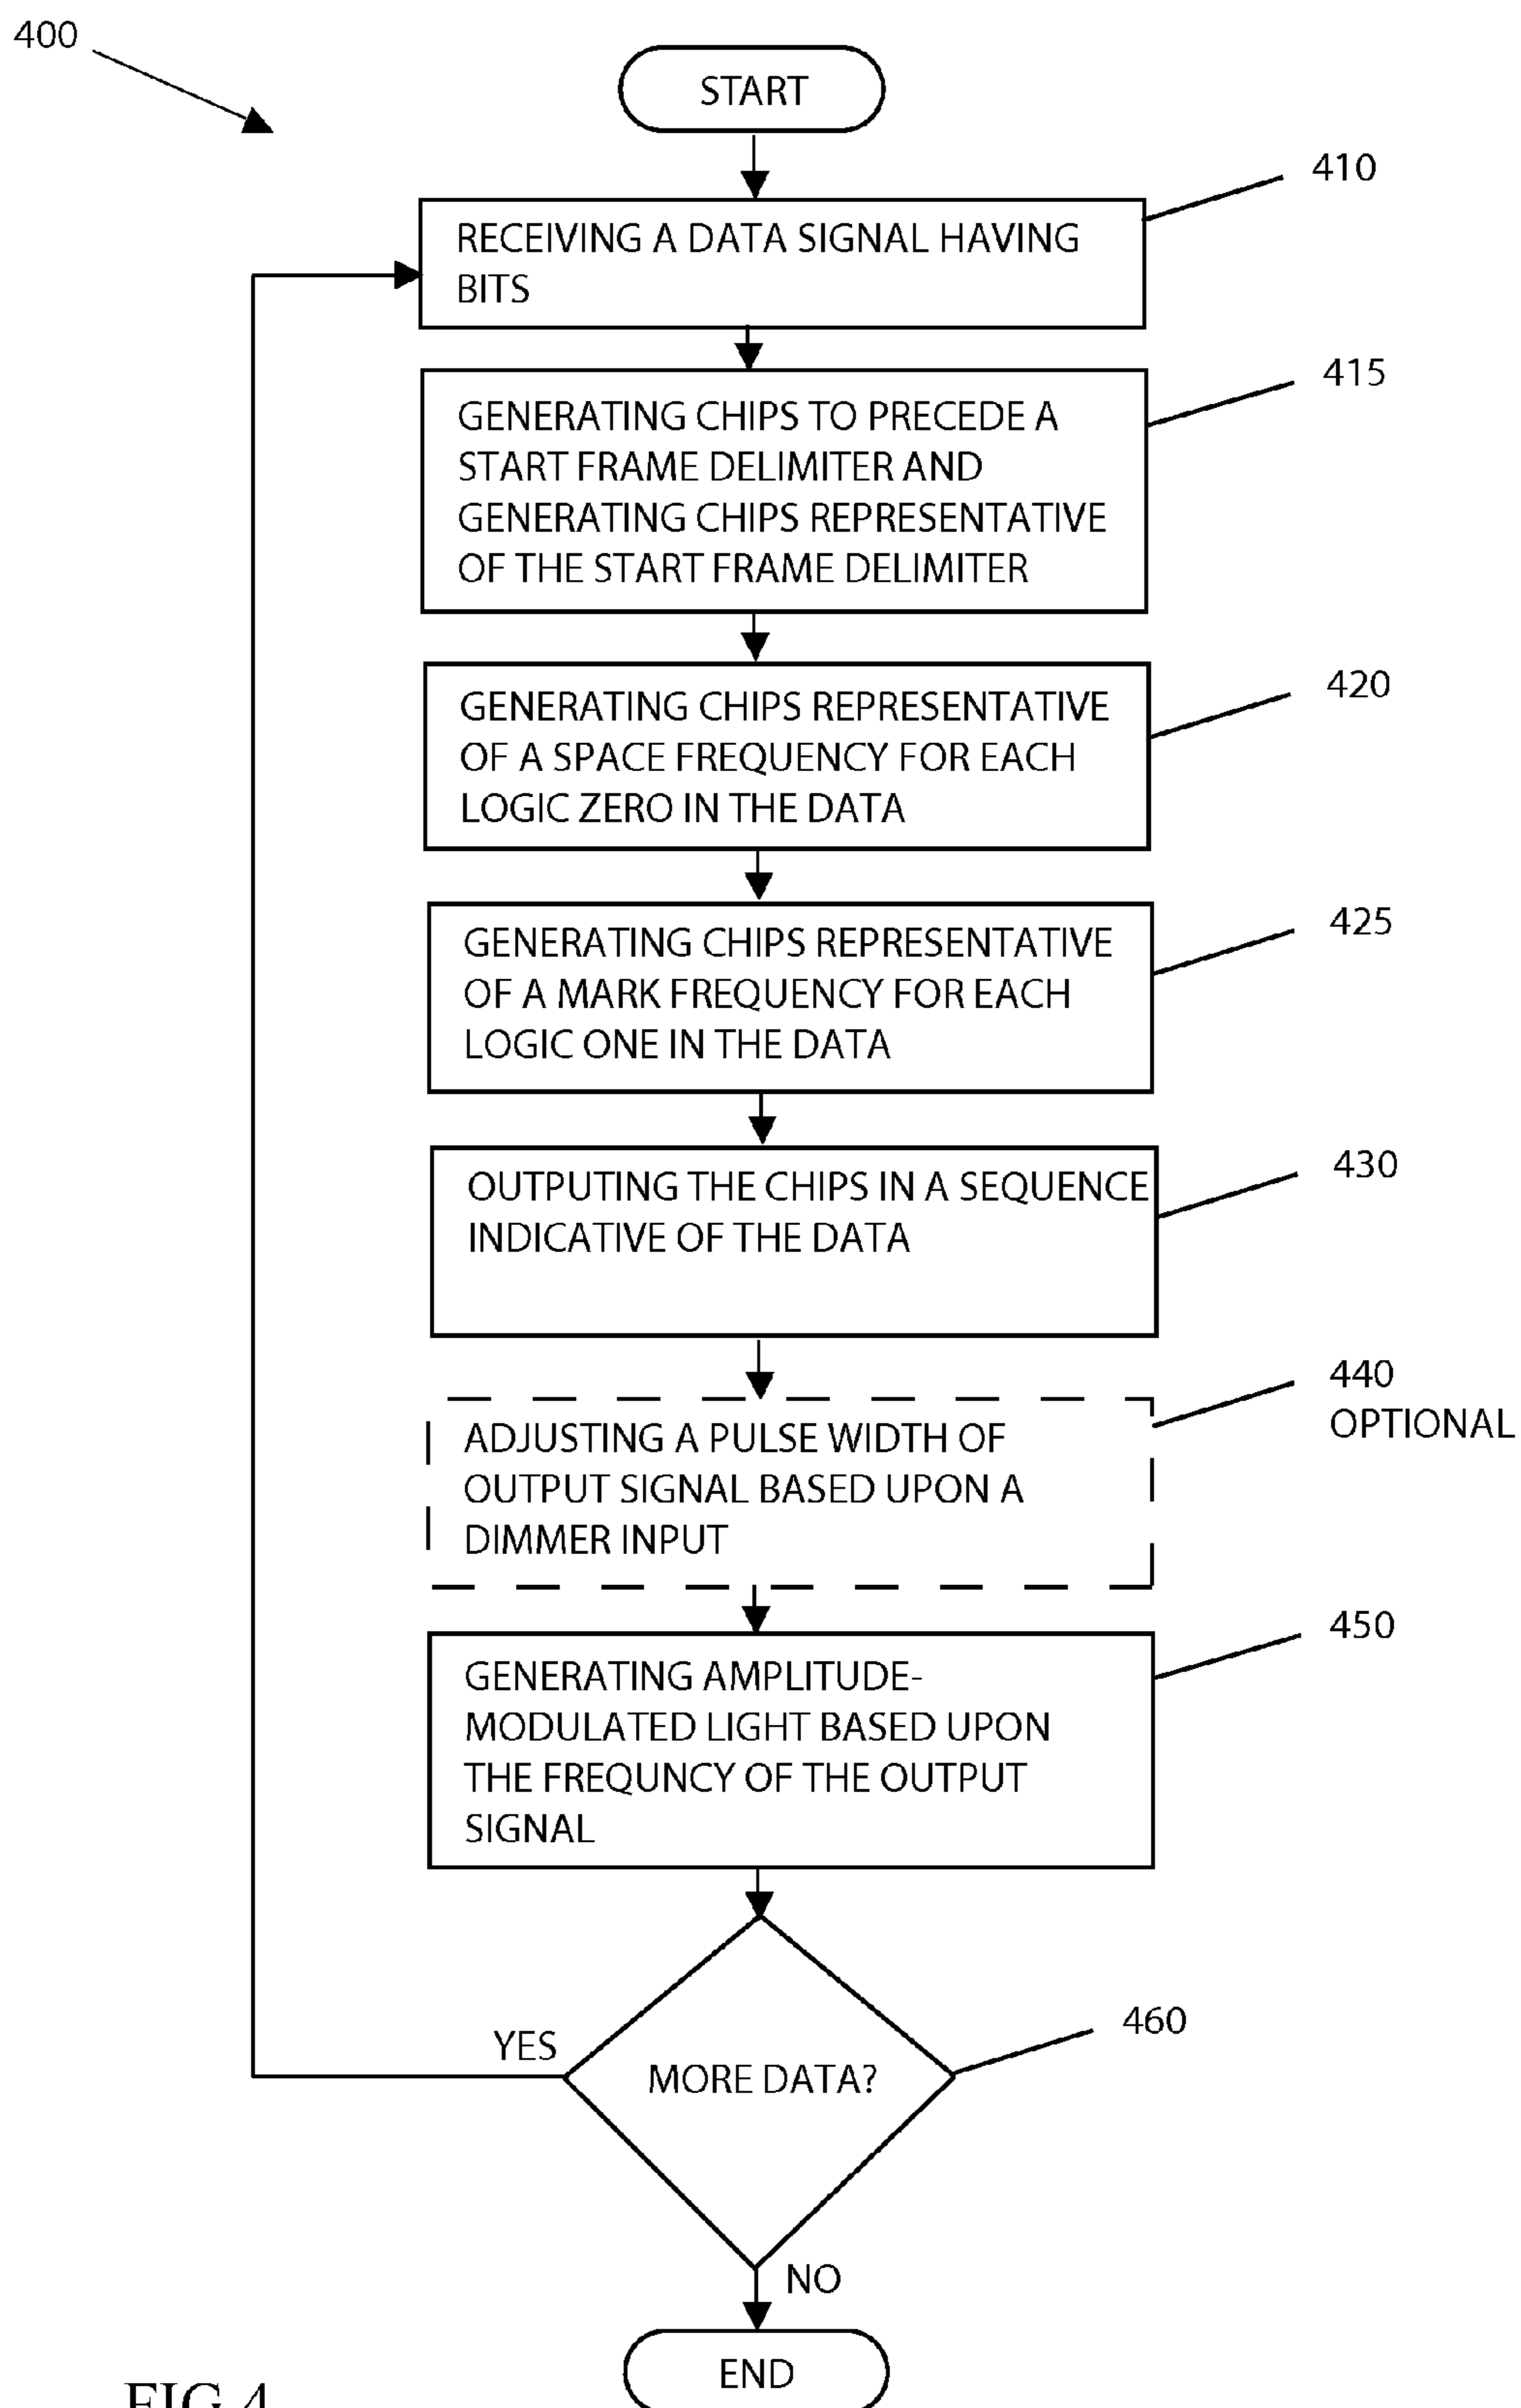 400
START
410
RECEIVING A DATA SIGNAL HAVING
BITS
415
GENERATING CHIPS TO PRECEDE A
START FRAME DELIMITER AND
GENERATING CHIPS REPRESENTATIVE
OF THE START FRAME DELIMITER
420
GENERATING CHIPS REPRESENTATIVE
OF A SPACE FREQUENCY FOR EACH
LOGIC ZERO IN THE DATA
425
GENERATING CHIPS REPRESENTATIVE
OF A MARK FREQUENCY FOR EACH
LOGIC ONE IN THE DATA
430
OUTPUTING THE CHIPS IN A SEQUENCE
INDICATIVE OF THE DATA
440
OPTIONAL
ADJUSTING A PULSE WIDTH OF
OUTPUT SIGNAL BASED UPON A
DIMMER INPUT
450
GENERATING AMPLITUDE-
MODULATED LIGHT BASED UPON
THE FREQUNCY OF THE OUTPUT
SIGNAL
460
YES
MORE DATA?
NO
END
FIG 4